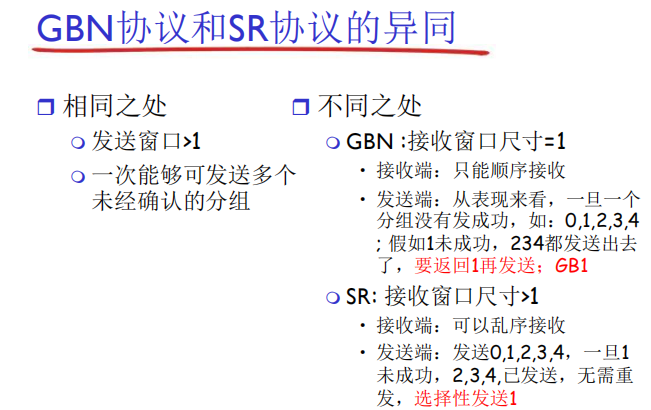 GBN协议和SR协议的异同
相同之处
发送窗口>1
一次能够可发送多个
未经确认的分组
不同之处
GBN :接收窗口尺寸=1
• 接收端：只能顺序接收
• 发送端：从表现来看，一旦一个
分组没有发成功，如：0,1,2,3,4
; 假如1未成功，234都发送出去
了，要返回1再发送；GB1
SR: 接收窗口尺寸>1
• 接收端：可以乱序接收
• 发送端：发送0,1,2,3,4，一旦1
未成功，2,3,4,已发送，无需重
发，选择性发送1